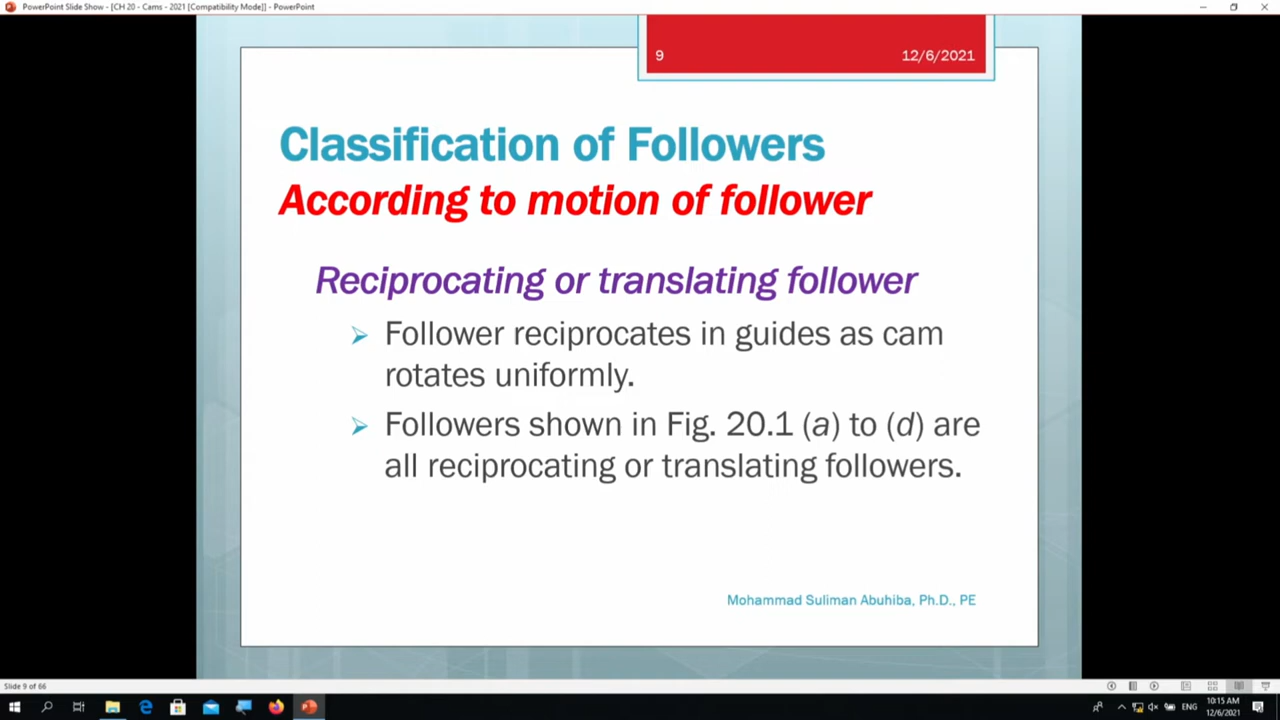 PowerPoint Slide Show - [CH 20 - Cams - 2021 [Compatibility Mode]] - PowerPoint
9 12/6/2021
Classification of Followers
According to motion of follower
Reciprocating or translating follower
Follower reciprocates in guides as cam
rotates uniformly.
Followers shown in Fig. 20.1 (a) to (d) are
all reciprocating or translating followers.
Mohammad Suliman Abuhiba, Ph.D., PE
Slide 9 of 66
ENG
10:15 AM
12/6/2021